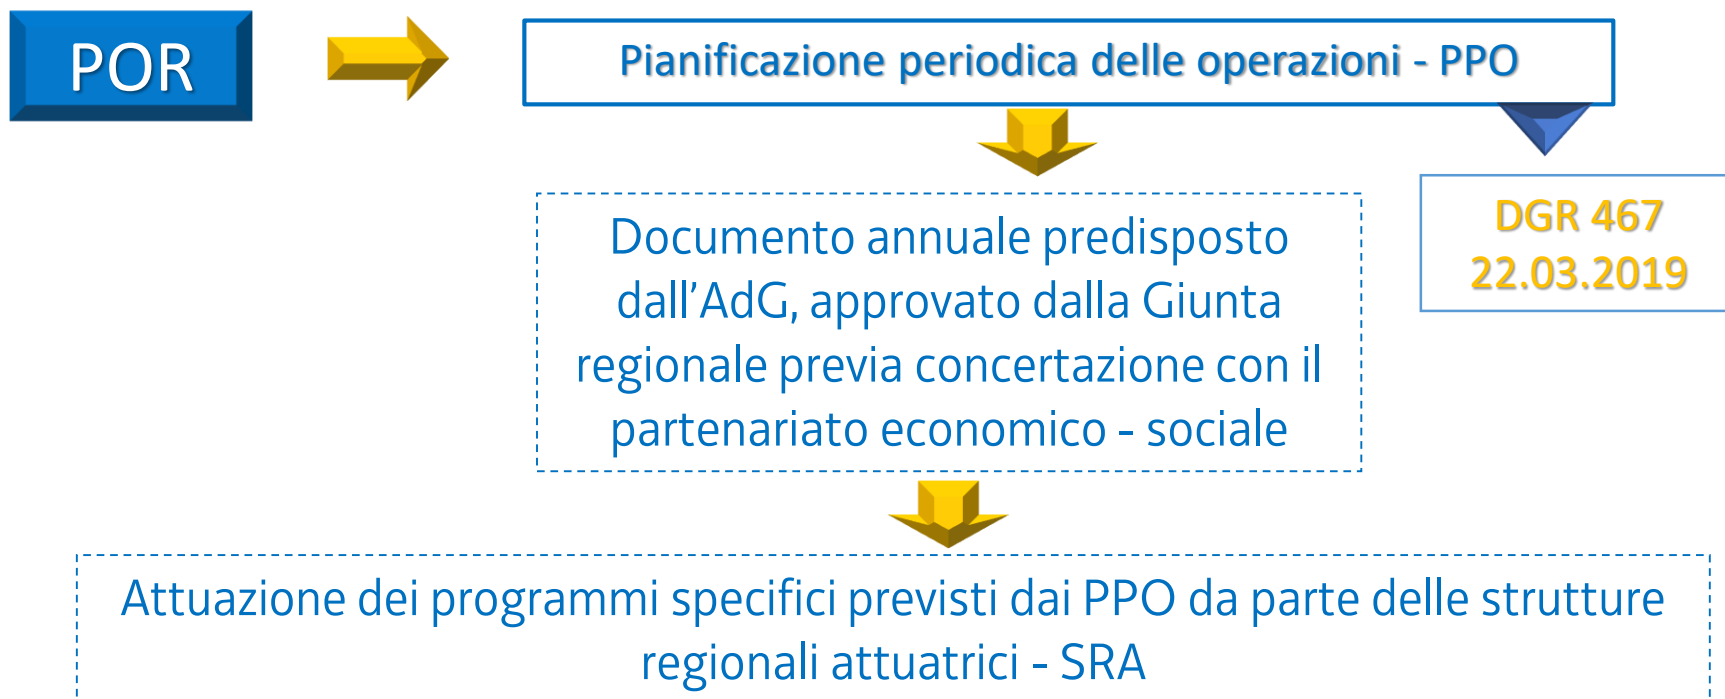 POR
Pianificazione periodica delle operazioni - PPO
DGR 467
22.03.2019
Documento annuale predisposto
dall'AdG, approvato dalla Giunta
regionale previa concertazione con il
partenariato economico - sociale
Attuazione dei programmi specifici previsti dai PPO da parte delle strutture
regionali attuatrici - SRA